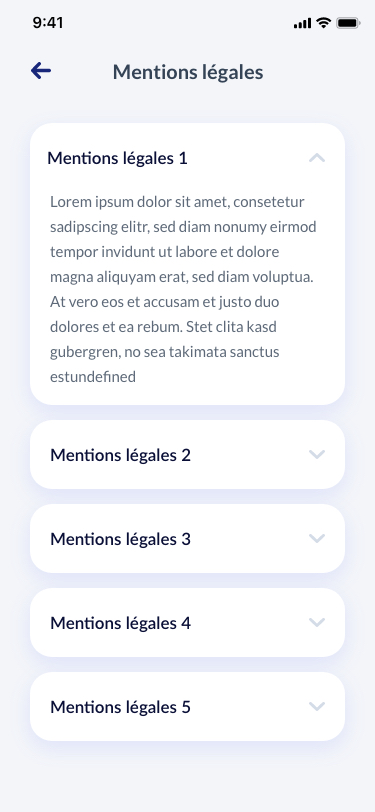 9:41
Mentions légales
Mentions légales 1
Lorem ipsum dolor sit amet, consetetur
sadipscing elitr, sed diam nonumy eirmod
tempor invidunt ut labore et dolore
magna aliquyam erat, sed diam voluptua.
At vero eos et accusam et justo duo
dolores et ea rebum. Stet clita kasd
gubergren, no sea takimata sanctus
estundefined
Mentions légales 2
Mentions légales 3
Mentions légales 4
Mentions légales 5